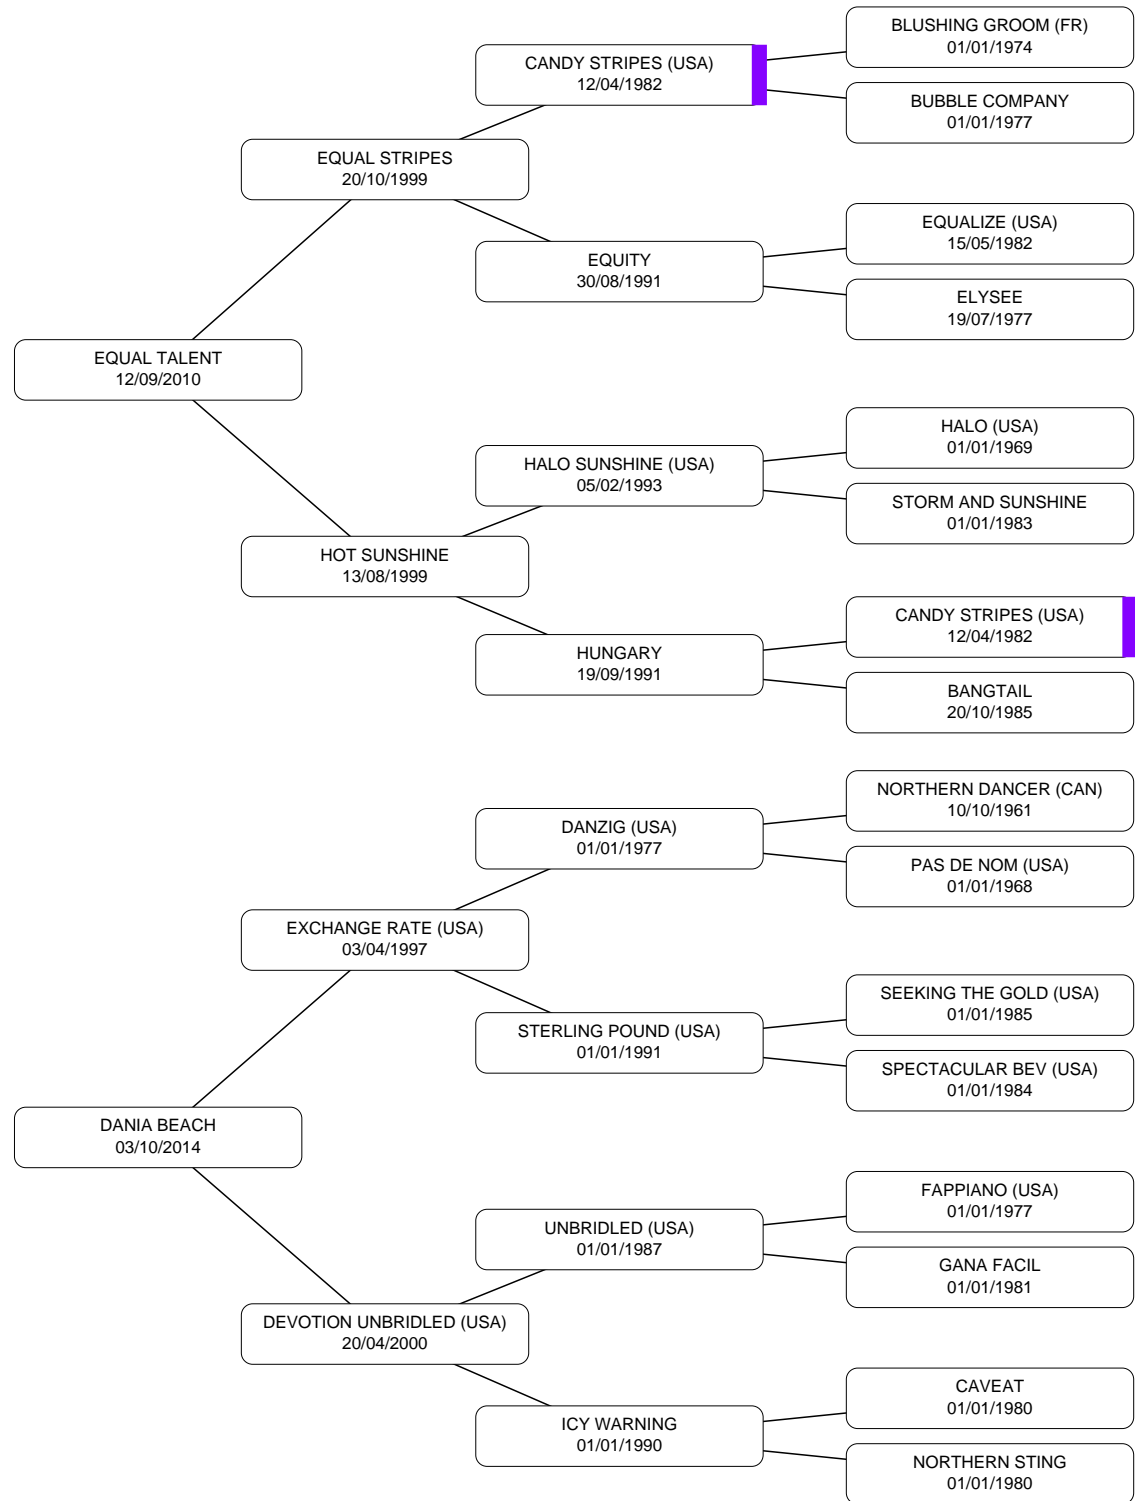 BLUSHING GROOM (FR)
01/01/1974
CANDY STRIPES (USA)
12/04/1982
BUBBLE COMPANY
01/01/1977
EQUAL STRIPES
20/10/1999
EQUALIZE (USA)
15/05/1982
EQUITY
30/08/1991
ELYSEE
19/07/1977
EQUAL TALENT
12/09/2010
HALO (USA)
01/01/1969
HALO SUNSHINE (USA)
05/02/1993
STORM AND SUNSHINE
01/01/1983
HOT SUNSHINE
13/08/1999
CANDY STRIPES (USA)
12/04/1982
HUNGARY
19/09/1991
BANGTAIL
20/10/1985
NORTHERN DANCER (CAN)
10/10/1961
DANZIG (USA)
01/01/1977
PAS DE NOM (USA)
01/01/1968
EXCHANGE RATE (USA)
03/04/1997
SEEKING THE GOLD (USA)
01/01/1985
STERLING POUND (USA)
01/01/1991
SPECTACULAR BEV (USA)
01/01/1984
DANIA BEACH
03/10/2014
FAPPIANO (USA)
01/01/1977
UNBRIDLED (USA)
01/01/1987
GANA FACIL
01/01/1981
DEVOTION UNBRIDLED (USA)
20/04/2000
CAVEAT
01/01/1980
ICY WARNING
01/01/1990
NORTHERN STING
01/01/1980